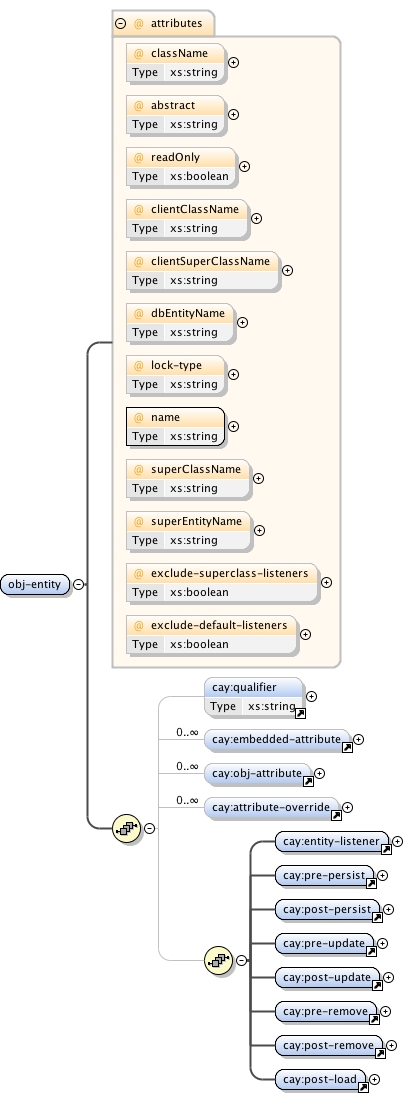 @ attributes
@ className
Type xs:string
@ abstract
Type xs:string
@ readOnly
Type xs:boolean
@ clientClassName
Type xs:string
@ clientSuperClassName
Type xs:string
@ dbEntityName
Type xs:string
@ lock-type
Type xs:string
@ name
Type xs:string
@ superClassName
Type xs:string
@ superEntityName
Type xs:string
obj-entity
@ exclude-superclass-listeners
Type xs:boolean
@ exclude-default-listeners
Type xs:boolean
cay:qualifier
Type xs:string
0..∞ cay:embedded-attribute
0..∞ cay:obj-attribute
0..∞ cay:attribute-override
cay:entity-listener
cay:pre-persist
cay:post-persist
cay:pre-update
cay:post-update
cay:pre-remove
cay:post-remove
cay:post-load